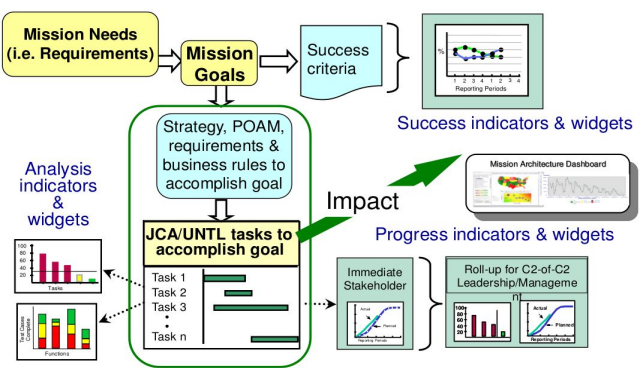 Mission Needs
(i.e. Requirements)
Mission
Goals
Success
criteria
%
1 2 3 4 1 2 3 4
Reporting Periods
Success indicators & widgets
Strategy, POAM,
requirements &
business rules to
accomplish goal
Analysis
indicators
&
widgets
Mission Architecture Dashboard
Impact
JCA/UNTL tasks to
accomplish goal
Progress indicators & widgets
100
80
60
40
20
0
Tasks
Task 1
Task 2
Task 3
•
•
Task n
Immediate
Stakeholder
Actual
Planned
Reporting Periods
Roll-up for C2-of-C2
Leadership/Manageme
nt
100
80
60
40
20
0
Actual
Planned
Reporting Periods
Test Cases
Complete
Functions